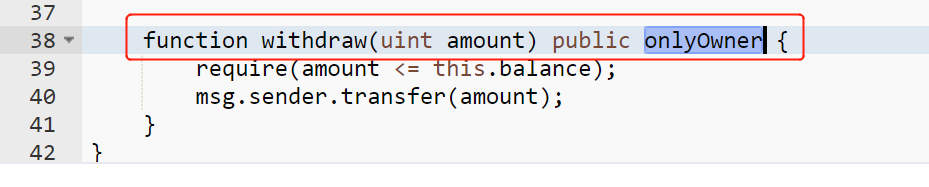 37
38 function withdraw(uint amount) public onlyOwner {
39 require(amount <= this.balance);
40 msg.sender.transfer(amount);
41 }
42 }